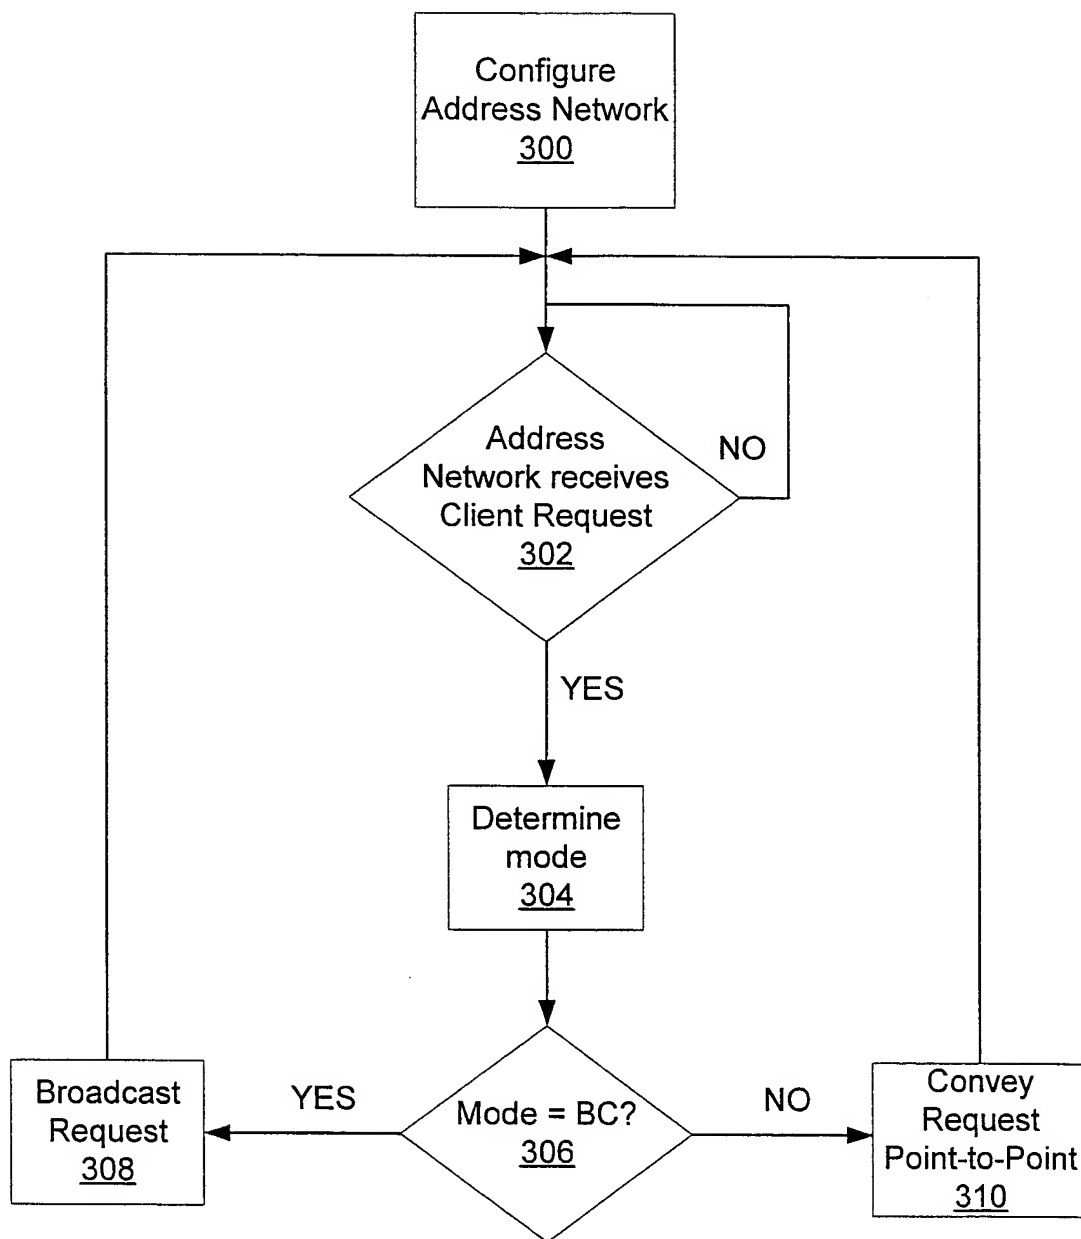 Configure
Address Network
300
Address
Network receives
Client Request
302
NO
YES
Determine
mode
304
Mode = BC?
306
YES
NO
Broadcast
Request
308
Convey
Request
Point-to-Point
310